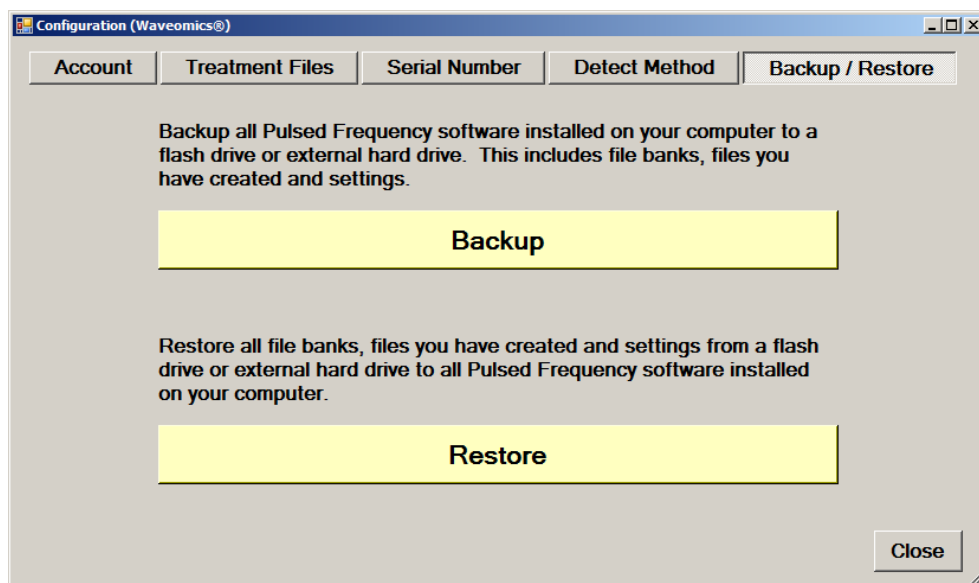 Configuration (Waveomics®)
Account Treatment Files Serial Number Detect Method Backup / Restore
Backup all Pulsed Frequency software installed on your computer to a
flash drive or external hard drive.  This includes file banks, files you
have created and settings.
Backup
Restore all file banks, files you have created and settings from a flash
drive or external hard drive to all Pulsed Frequency software installed
on your computer.
Restore
Close